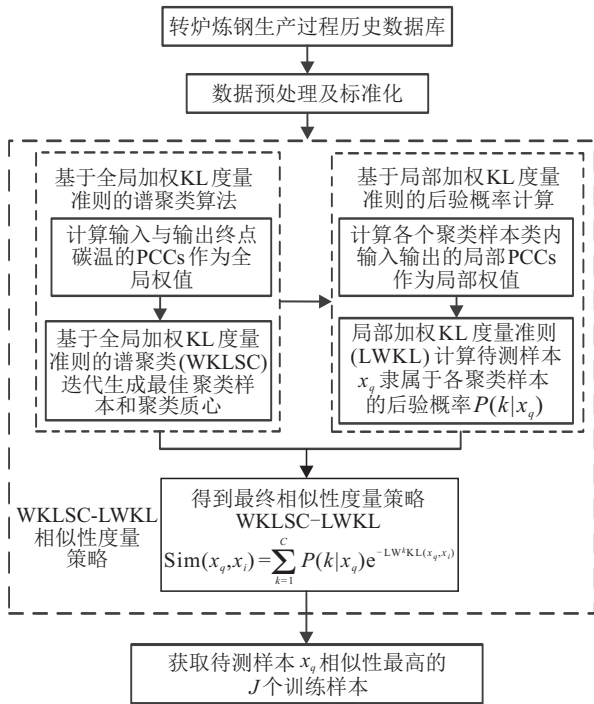 转炉炼钢生产过程历史数据库
数据预处理及标准化
基于全局加权KL度量
准则的谱聚类算法
计算输入与输出终点
碳温的PCCs作为全
局权值
基于全局加权KL度量
准则的谱聚类(WKLSC)
迭代生成最佳聚类样
本和聚类质心
基于局部加权KL度量
准则的后验概率计算
计算各个聚类样本类内
输入输出的局部PCCs
作为局部权值
局部加权KL度量准则
(LWKL)计算待测样本
x_q隶属于各聚类样本
的后验概率P(k|x_q)
WKLSC-LWKL
相似性度量
策略
得到最终相似性度量策略
WKLSC-LWKL
Sim(x_q,x_i)=∑_{k=1}^{C} P(k|x_q)e^{-LW^kKL(x_q,x_i)}
获取待测样本x_q相似性最高的
J个训练样本